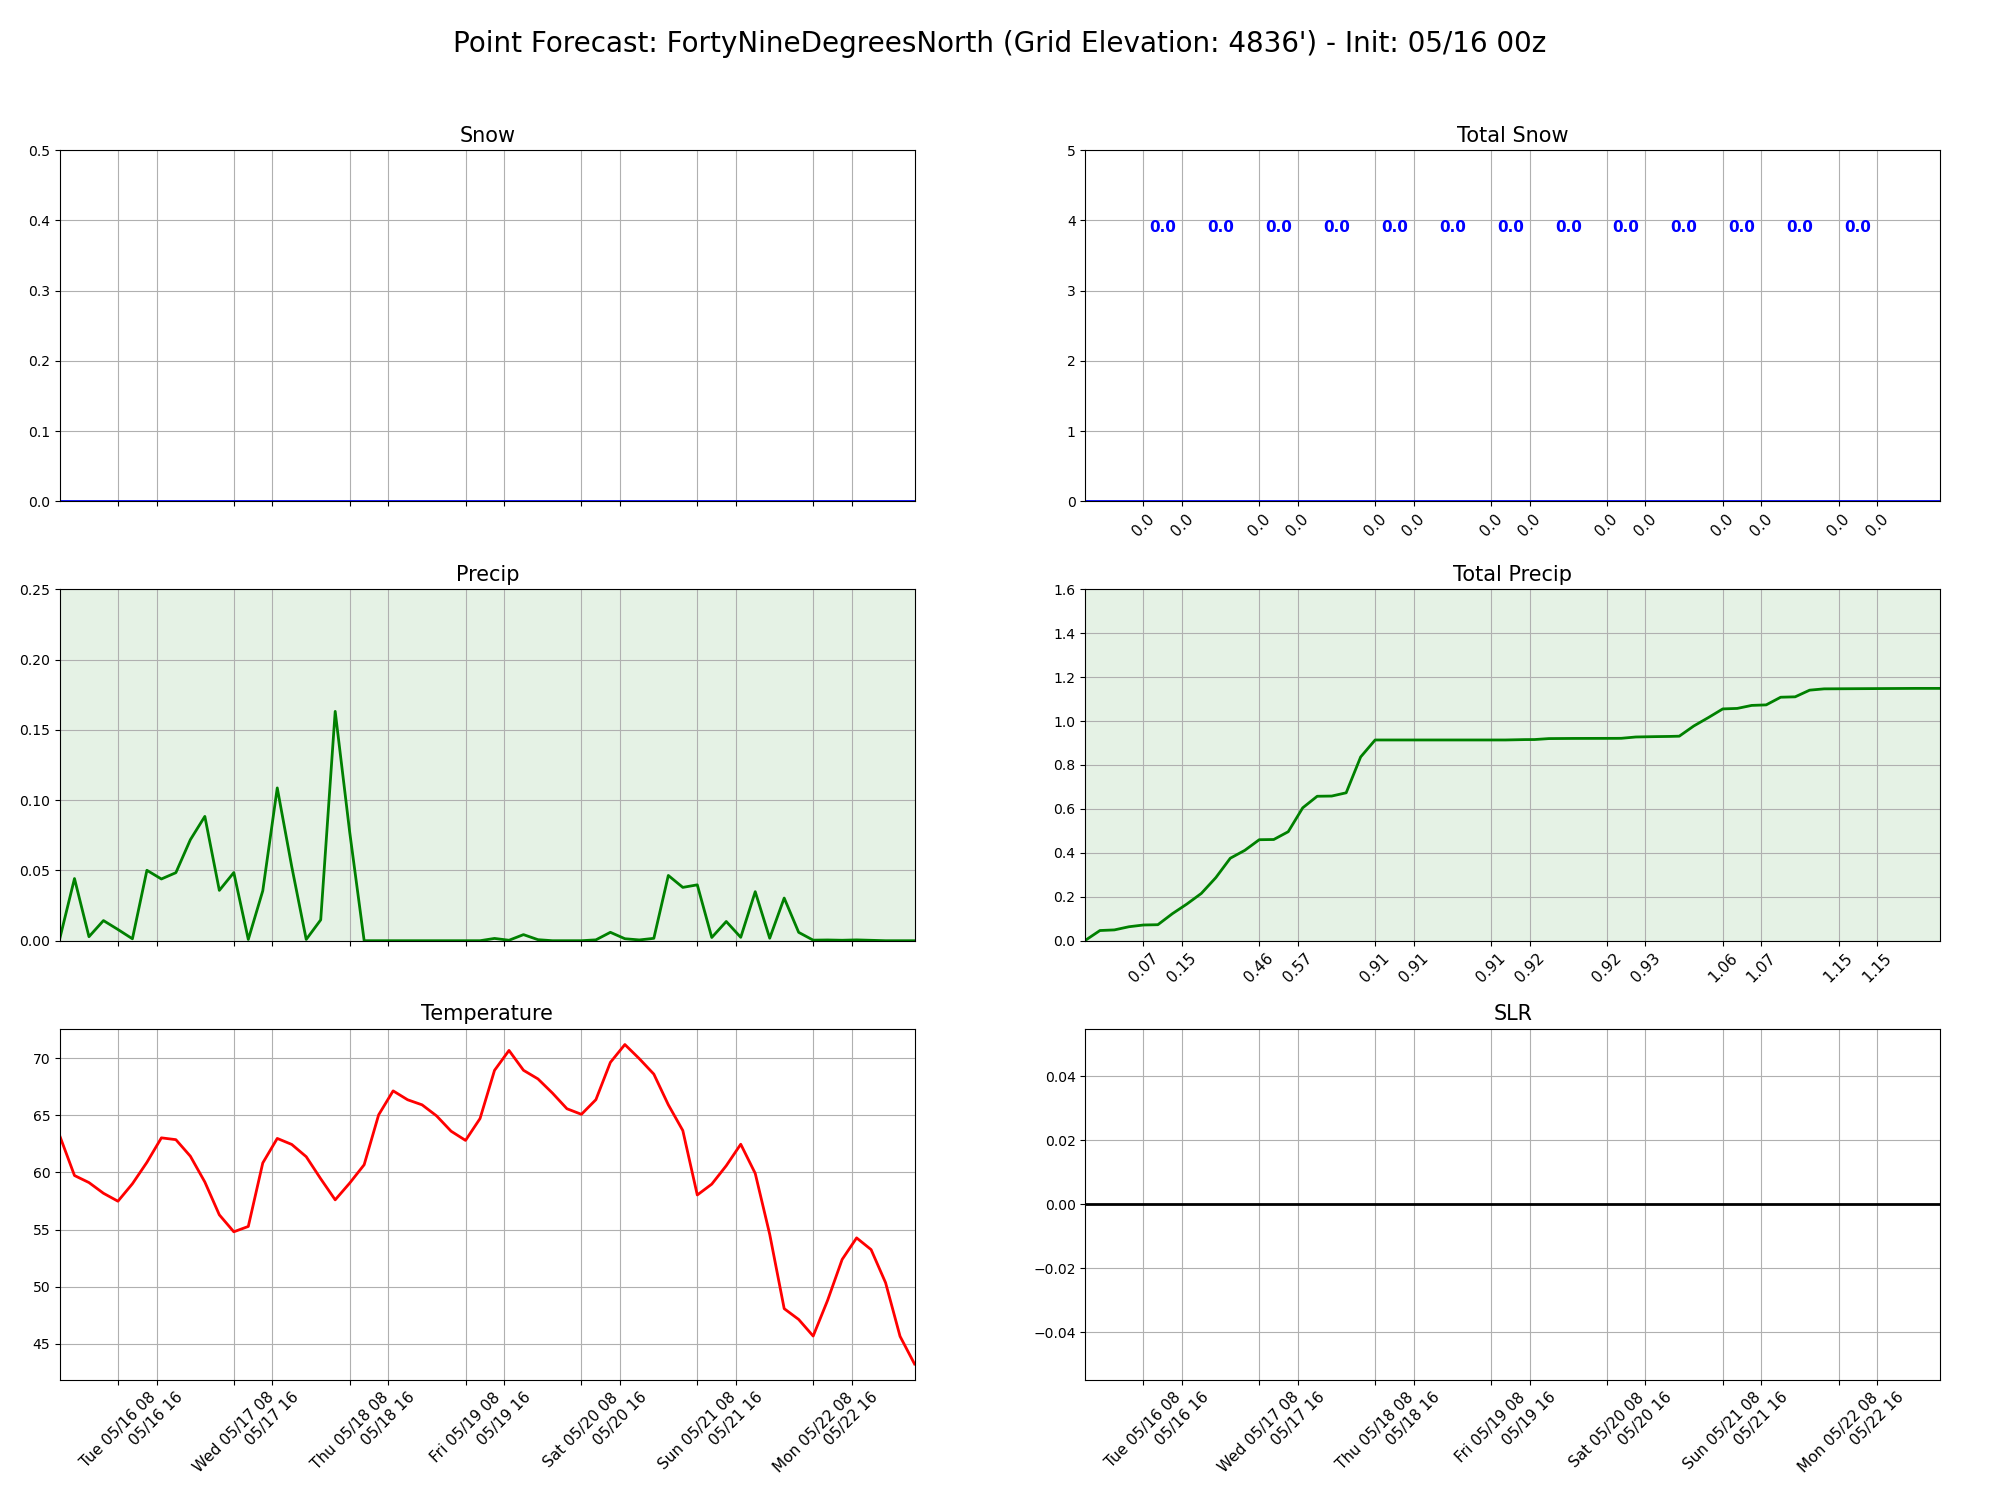 Point Forecast: FortyNineDegreesNorth (Grid Elevation: 4836') - Init: 05/16 00z
Snow
0.5
0.4
0.3
0.2
0.1
0.0
Total Snow
5
4
3
2
1
0
0.0 0.0 0.0 0.0 0.0 0.0 0.0 0.0 0.0 0.0 0.0 0.0 0.0
0.0 0.0 0.0 0.0 0.0 0.0 0.0 0.0 0.0 0.0 0.0 0.0 0.0 0.0
Precip
0.25
0.20
0.15
0.10
0.05
0.00
Total Precip
1.6
1.4
1.2
1.0
0.8
0.6
0.4
0.2
0.0
0.07 0.15 0.46 0.57 0.91 0.91 0.91 0.92 0.92 0.93 1.06 1.07 1.15 1.15
Temperature
70
65
60
55
50
45
Tue 05/16 08
05/16 16
Wed 05/17 08
05/17 16
Thu 05/18 08
05/18 16
Fri 05/19 08
05/19 16
Sat 05/20 08
05/20 16
Sun 05/21 08
05/21 16
Mon 05/22 08
05/22 16
SLR
0.04
0.02
0.00
−0.02
−0.04
Tue 05/16 08
05/16 16
Wed 05/17 08
05/17 16
Thu 05/18 08
05/18 16
Fri 05/19 08
05/19 16
Sat 05/20 08
05/20 16
Sun 05/21 08
05/21 16
Mon 05/22 08
05/22 16